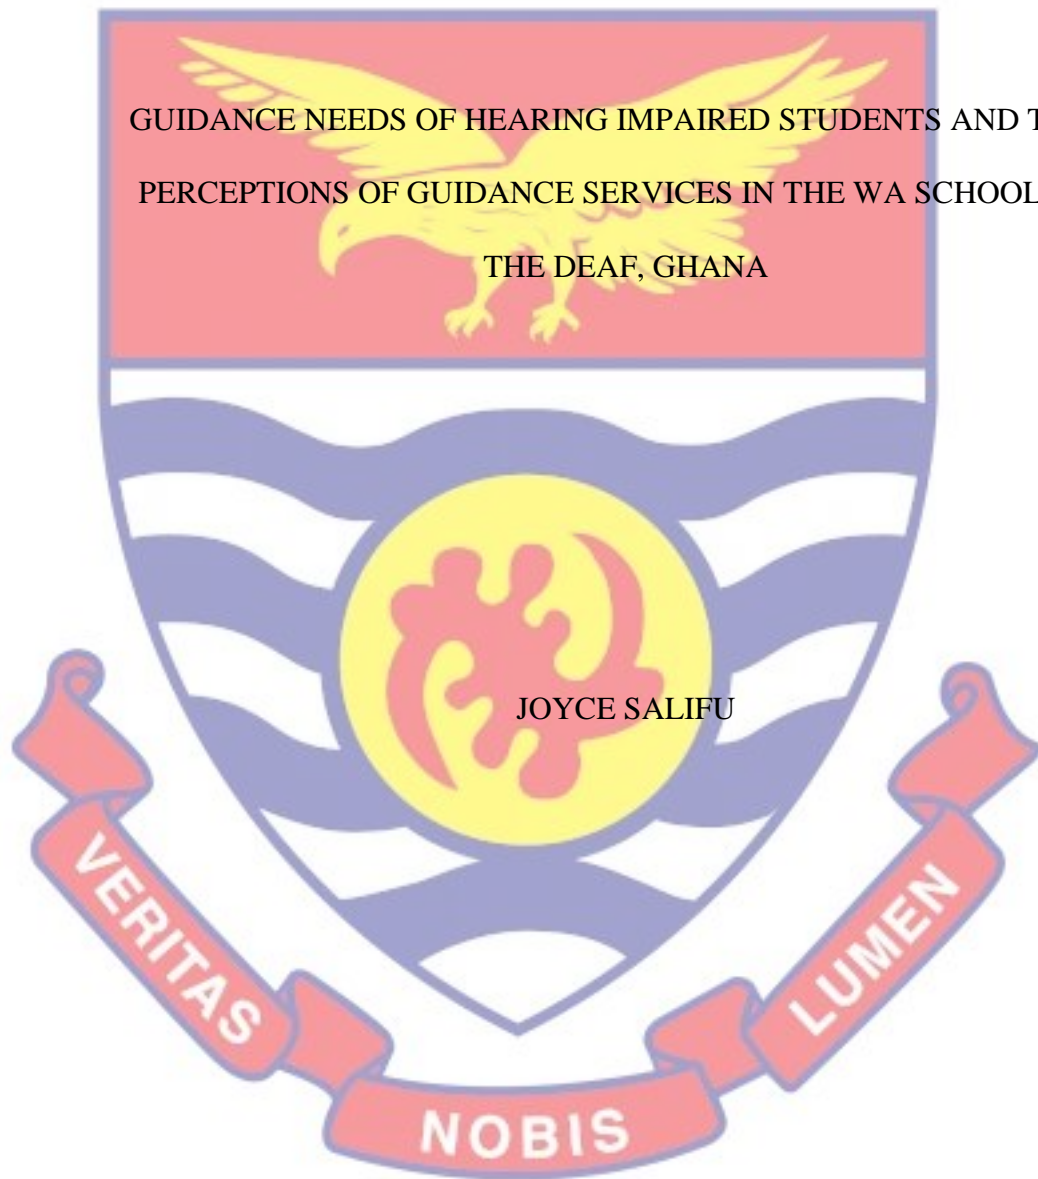 GUIDANCE NEEDS OF HEARING IMPAIRED STUDENTS AND
PERCEPTIONS OF GUIDANCE SERVICES IN THE WA SCHOOL
THE DEAF, GHANA
JOYCE SALIFU
VERITAS
NOBIS
LUMEN